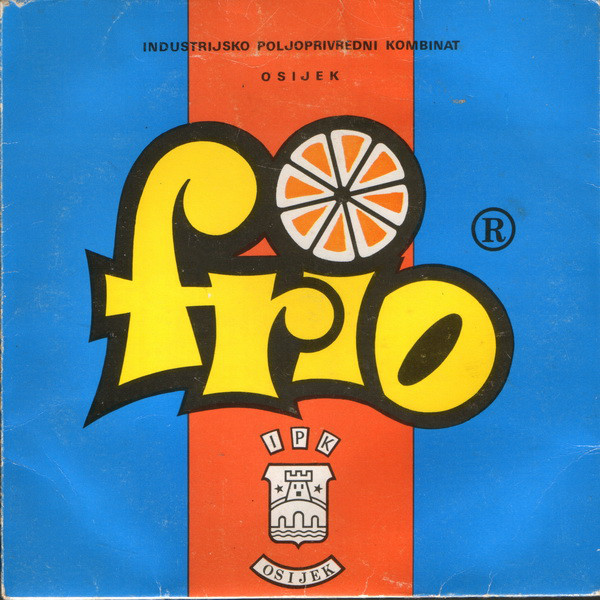 INDUSTRIJSKO POLJOPRIVREDNI KOMBINAT
OSIJEK
frio
®
IPK
OSIJEK